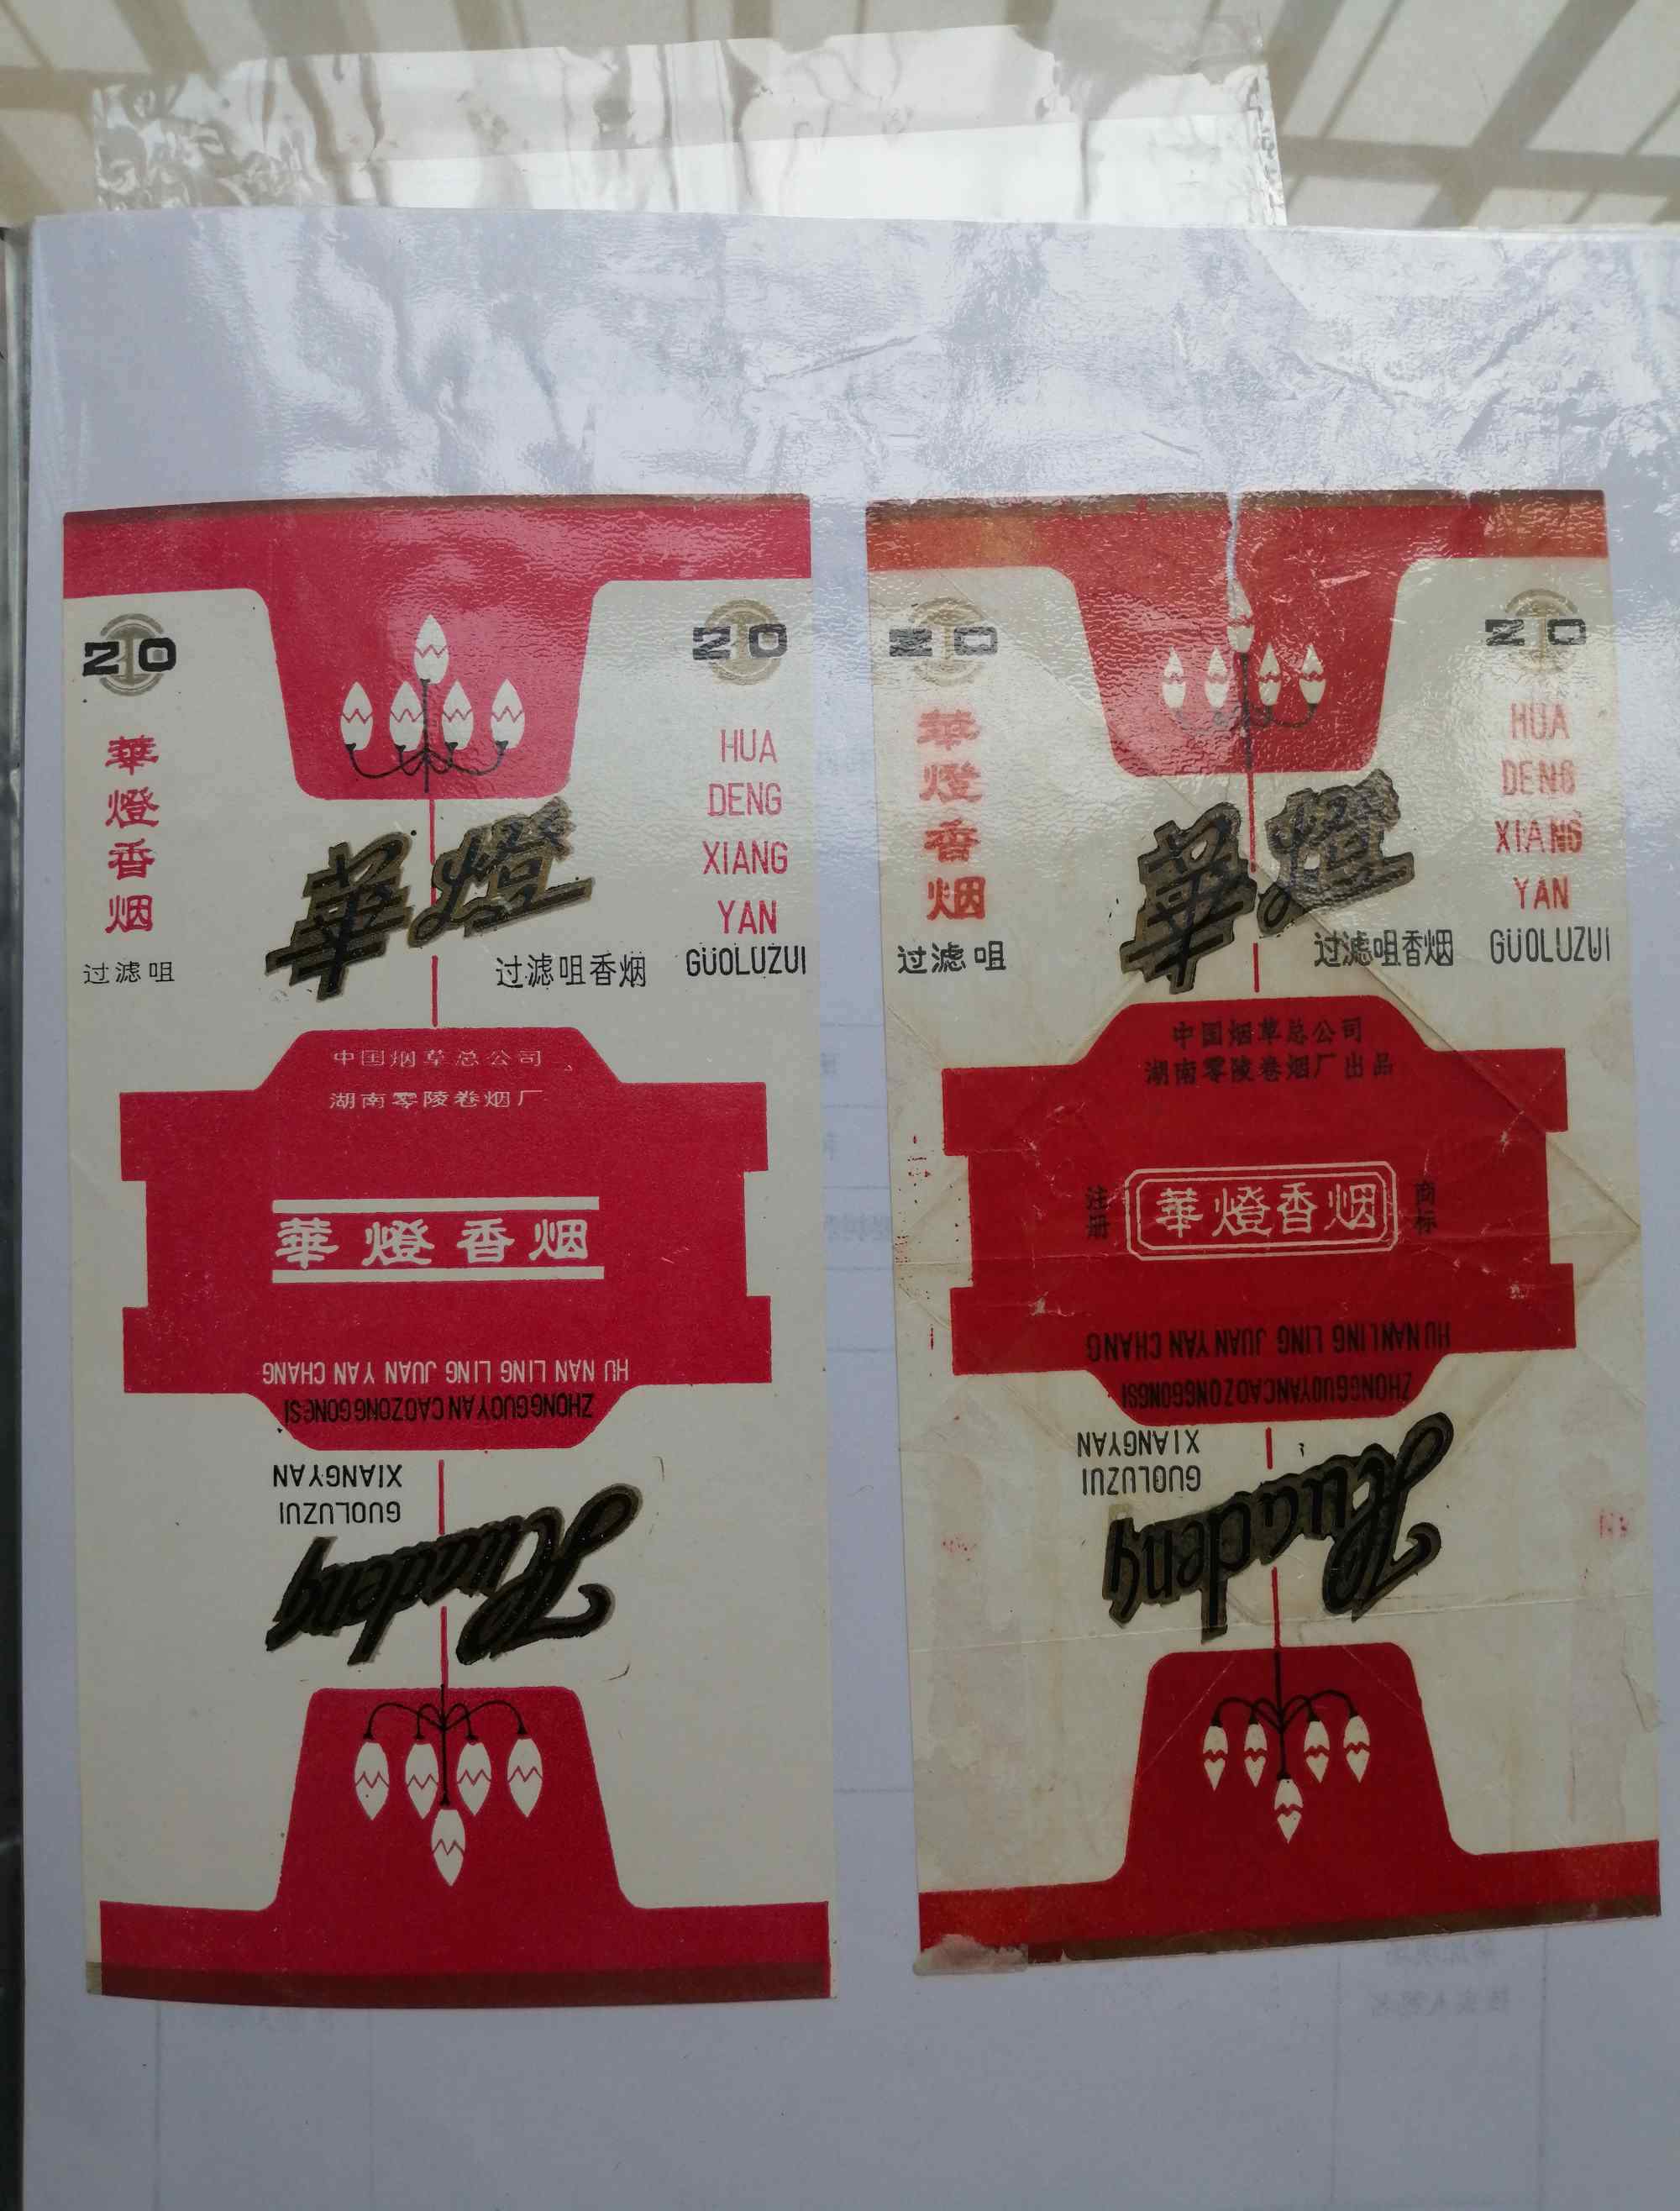 20
華燈香烟
过滤咀
華燈
过滤咀香烟
20
HUA
DENG
XIANG
YAN
GUOLUZUI
中国烟草总公司
湖南零陵卷烟厂
華燈香烟
HU NAN LING LING JUAN YAN CHANG
ZHONGGUOYAN CAOZONGGONGSI
Huadeng
GUOLUZUI
XIANGYAN
20
華燈香烟
过滤咀
華燈
过滤咀香烟
20
HUA
DENG
XIANG
YAN
GUOLUZUI
中国烟草总公司
湖南零陵卷烟厂出品
注册
華燈香烟
商标
HUNANLING LING JUAN YAN CHANG
ZHONGGUOYANCAOZONGGONGSI
Huadeng
GUOLUZUI
XIANGYAN